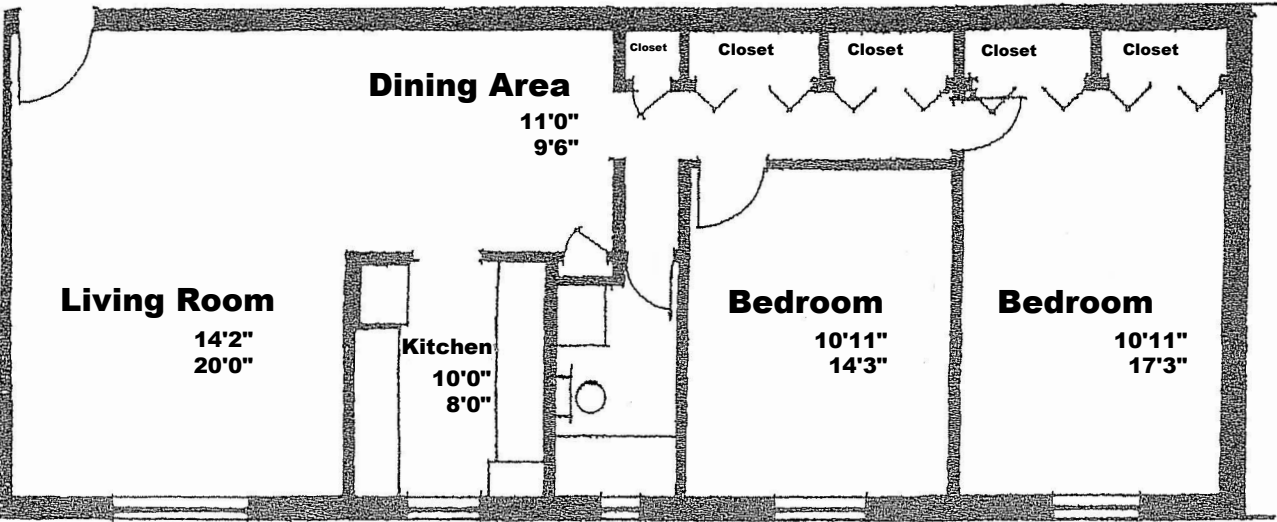 Closet
Closet
Closet
Closet
Closet
Dining Area
11'0"
9'6"
Living Room
14'2"
20'0"
Kitchen
10'0"
8'0"
Bedroom
10'11"
14'3"
Bedroom
10'11"
17'3"